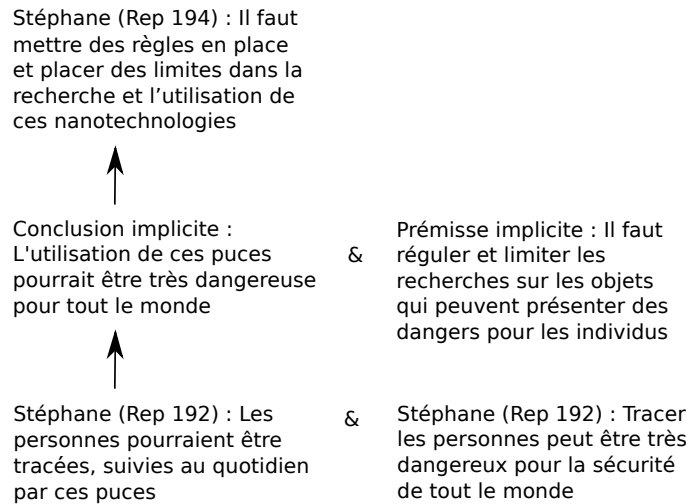 Stéphane (Rep 194) : Il faut
mettre des règles en place
et placer des limites dans la
recherche et l’utilisation de
ces nanotechnologies
Conclusion implicite :
L'utilisation de ces puces
pourrait être très dangereuse
pour tout le monde
&
Prémisse implicite : Il faut
réguler et limiter les
recherches sur les objets
qui peuvent présenter des
dangers pour les individus
Stéphane (Rep 192) : Les
personnes pourraient être
tracées, suivies au quotidien
par ces puces
&
Stéphane (Rep 192) : Tracer
les personnes peut être très
dangereux pour la sécurité
de tout le monde